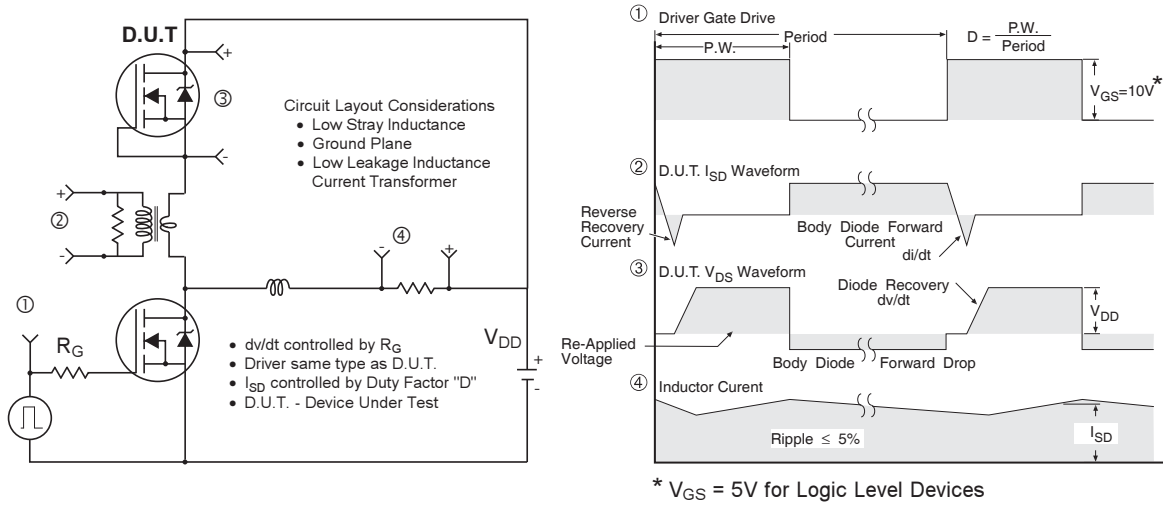 D.U.T
+
③
-
Circuit Layout Considerations
• Low Stray Inductance
• Ground Plane
• Low Leakage Inductance
Current Transformer
+
②
-
④
-
+
①
R_G
• dv/dt controlled by R_G
• Driver same type as D.U.T.
• I_SD controlled by Duty Factor "D"
• D.U.T. - Device Under Test
V_DD
+
-
① Driver Gate Drive
P.W.
Period
D = P.W. / Period
V_GS=10V *
② D.U.T. I_SD Waveform
Reverse
Recovery
Current
Body Diode Forward
Current
di/dt
③ D.U.T. V_DS Waveform
Diode Recovery
dv/dt
V_DD
Re-Applied
Voltage
Body Diode Forward Drop
④ Inductor Curent
Ripple ≤ 5%
I_SD
* V_GS = 5V for Logic Level Devices